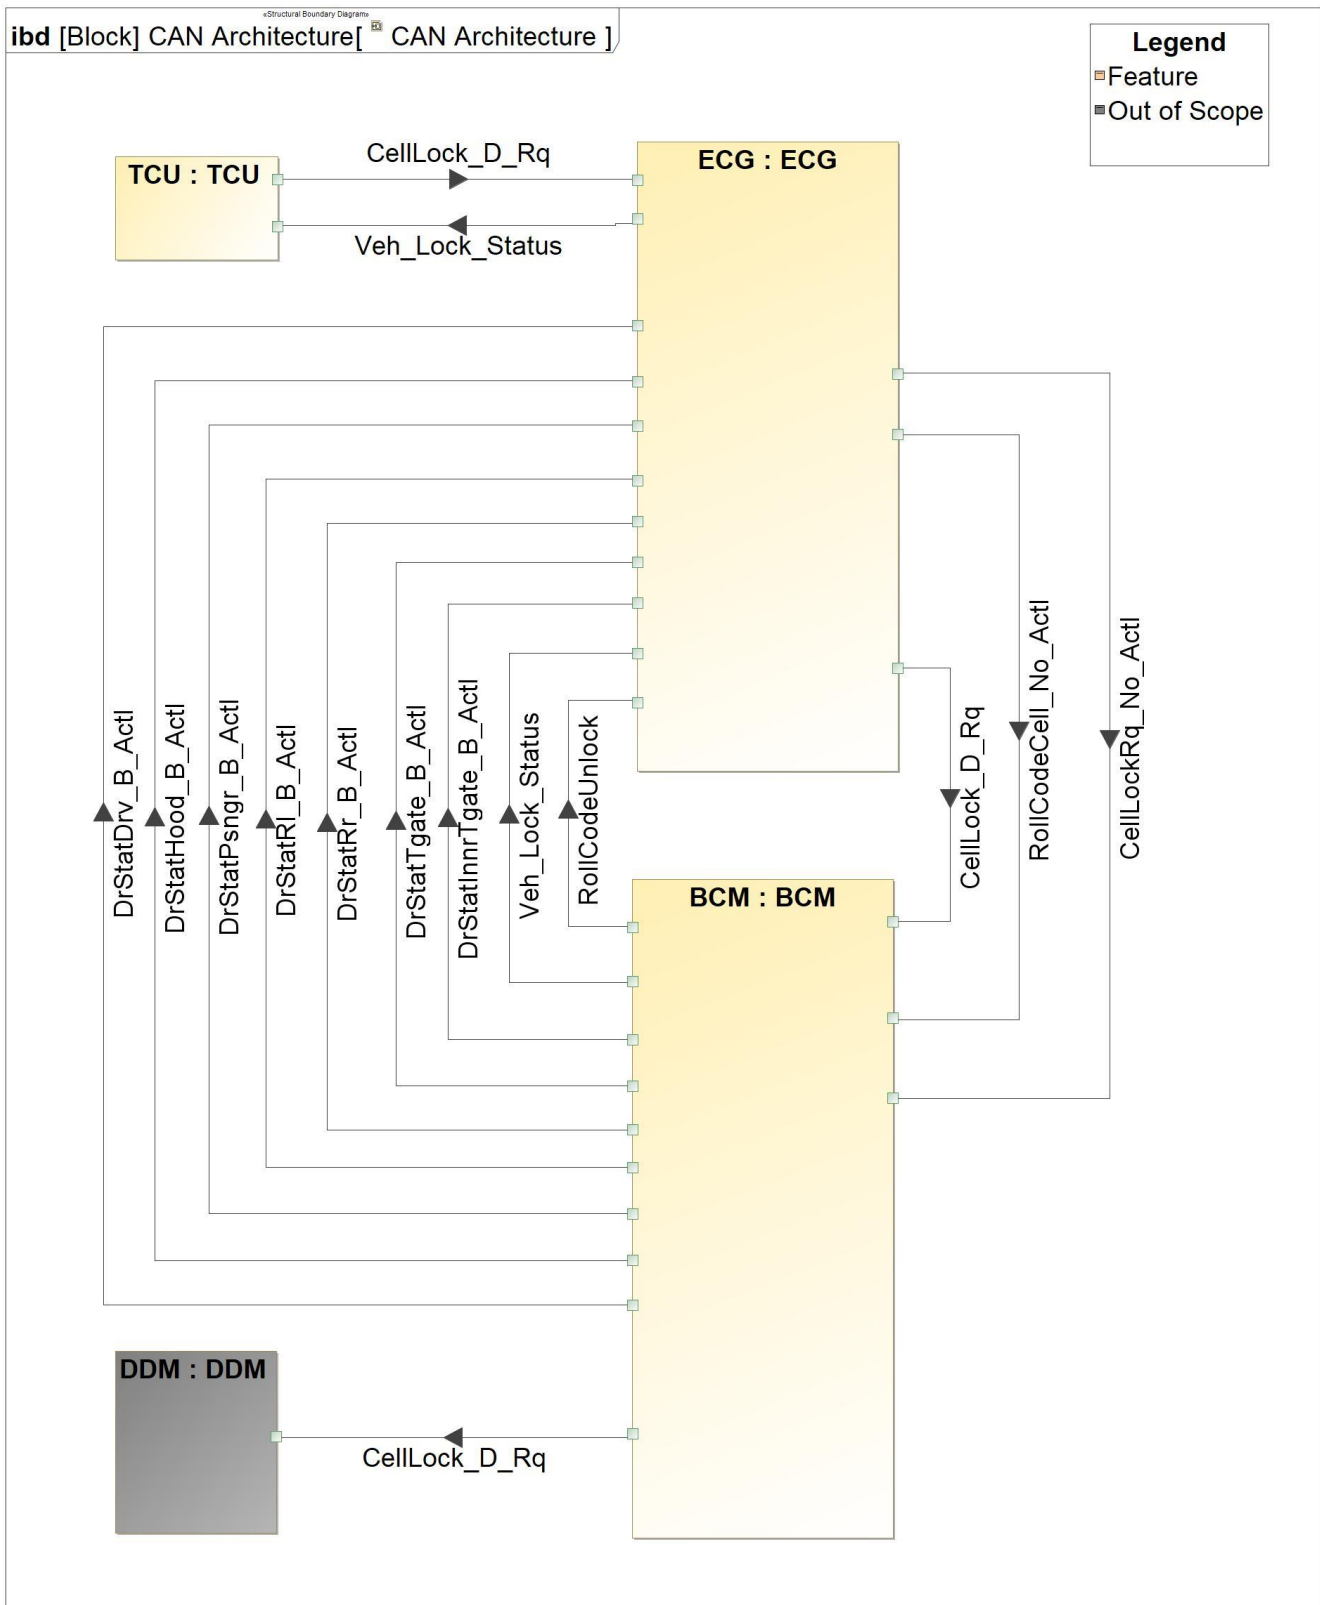 «Structural Boundary Diagram»
ibd [Block] CAN Architecture[ CAN Architecture ]
Legend
Feature
Out of Scope
TCU : TCU
CellLock_D_Rq
Veh_Lock_Status
ECG : ECG
DrStatDrv_B_Actl
DrStatHood_B_Actl
DrStatPsngr_B_Actl
DrStatRl_B_Actl
DrStatRr_B_Actl
DrStatTgate_B_Actl
DrStatInnrTgate_B_Actl
Veh_Lock_Status
RollCodeUnlock
CellLock_D_Rq
RollCodeCell_No_Actl
CellLockRq_No_Actl
BCM : BCM
DDM : DDM
CellLock_D_Rq